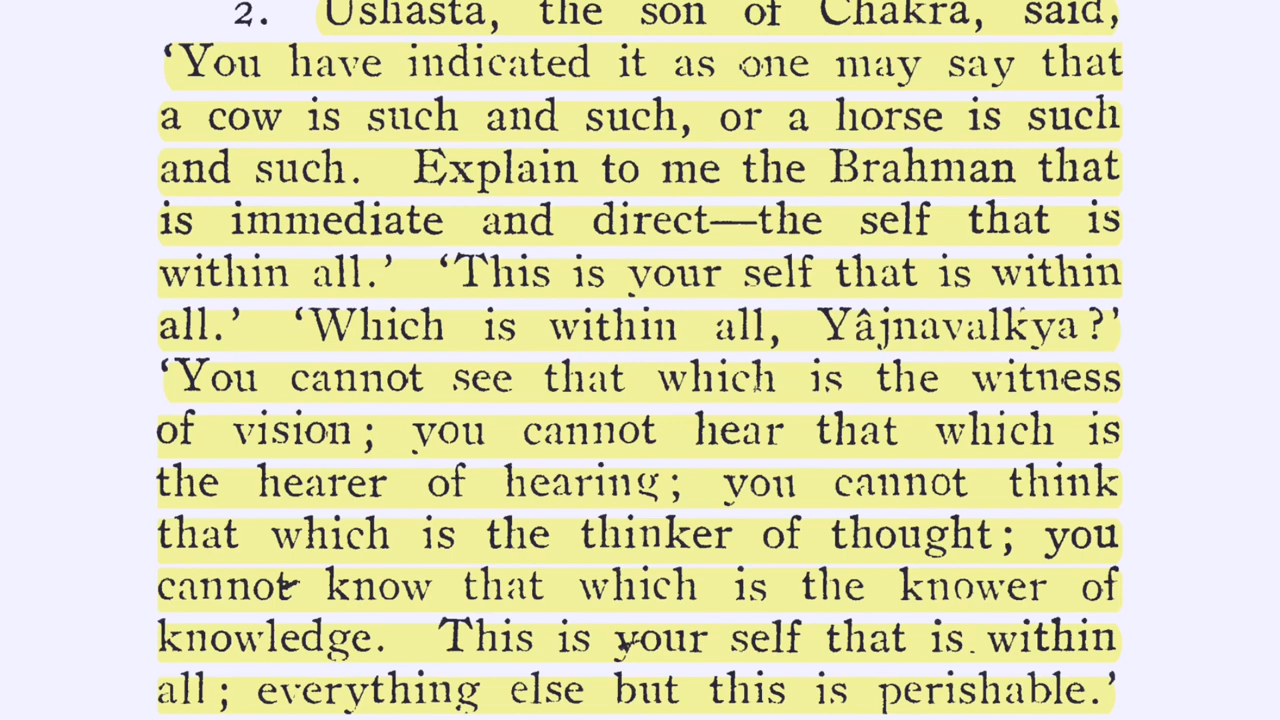 2. Ushasta, the son of Chakra, said,
‘You have indicated it as one may say that
a cow is such and such, or a horse is such
and such. Explain to me the Brahman that
is immediate and direct—the self that is
within all.’ ‘This is your self that is within
all.’ ‘Which is within all, Yâjnavalkya?’
‘You cannot see that which is the witness
of vision; you cannot hear that which is
the hearer of hearing; you cannot think
that which is the thinker of thought; you
cannot know that which is the knower of
knowledge. This is your self that is within
all; everything else but this is perishable.’